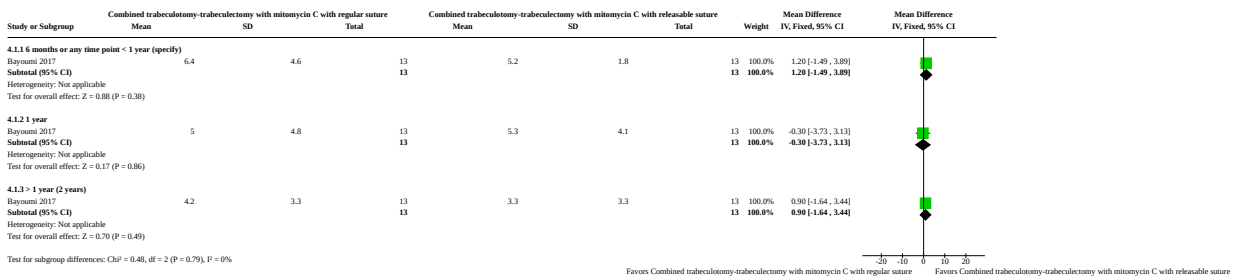 Combined trabeculotomy-trabeculectomy with mitomycin C with regular suture Combined trabeculotomy-trabeculectomy with mitomycin C with releasable suture Mean Difference Mean Difference
Study or Subgroup Mean SD Total Mean SD Total Weight IV, Fixed, 95% CI IV, Fixed, 95% CI
4.1.1 6 months or any time point < 1 year (specify)
Bayoumi 2017 6.4 4.6 13 5.2 1.8 13 100.0% 1.20 [-1.49 , 3.89]
Subtotal (95% CI) 13 13 100.0% 1.20 [-1.49 , 3.89]
Heterogeneity: Not applicable
Test for overall effect: Z = 0.88 (P = 0.38)
4.1.2 1 year
Bayoumi 2017 5 4.8 13 5.3 4.1 13 100.0% -0.30 [-3.73 , 3.13]
Subtotal (95% CI) 13 13 100.0% -0.30 [-3.73 , 3.13]
Heterogeneity: Not applicable
Test for overall effect: Z = 0.17 (P = 0.86)
4.1.3 > 1 year (2 years)
Bayoumi 2017 4.2 3.3 13 3.3 3.3 13 100.0% 0.90 [-1.64 , 3.44]
Subtotal (95% CI) 13 13 100.0% 0.90 [-1.64 , 3.44]
Heterogeneity: Not applicable
Test for overall effect: Z = 0.70 (P = 0.49)
Test for subgroup differences: Chi² = 0.48, df = 2 (P = 0.79), I² = 0%
-20 -10 0 10 20
Favors Combined trabeculotomy-trabeculectomy with mitomycin C with regular suture Favors Combined trabeculotomy-trabeculectomy with mitomycin C with releasable suture